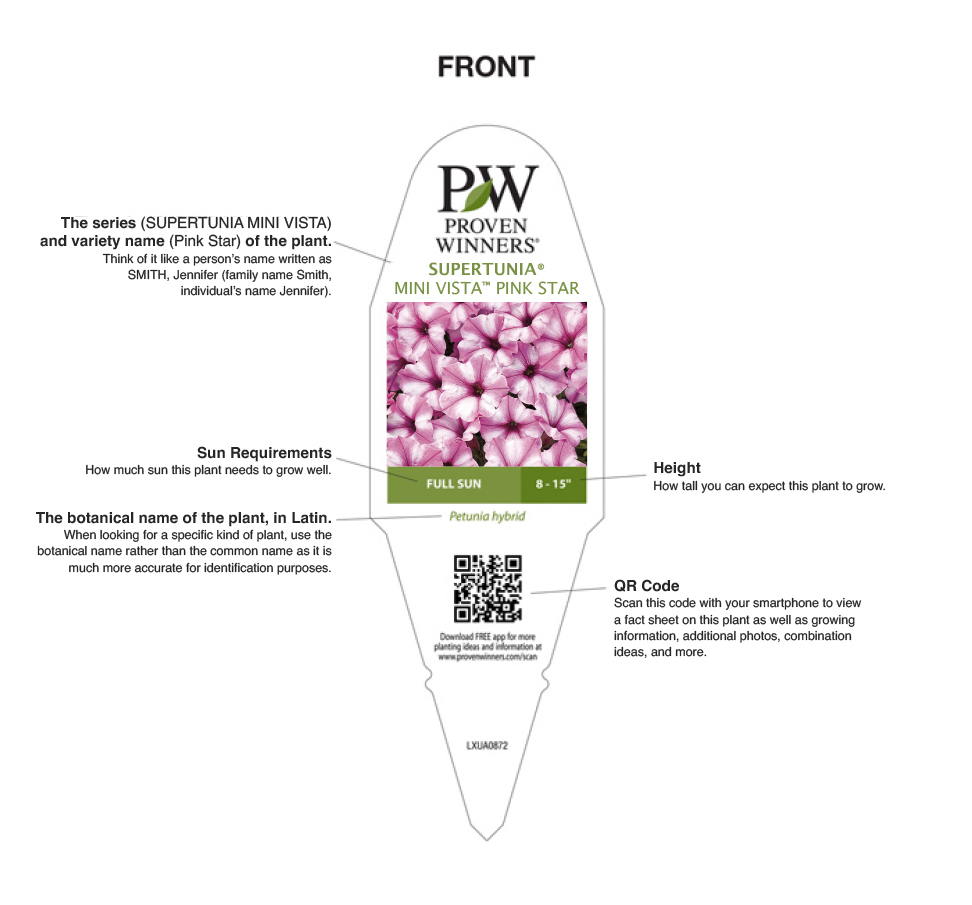 FRONT
PW
PROVEN
WINNERS®
SUPERTUNIA®
MINI VISTA™ PINK STAR
The series (SUPERTUNIA MINI VISTA)
and variety name (Pink Star) of the plant.
Think of it like a person's name written as
SMITH, Jennifer (family name Smith,
individual's name Jennifer).
Sun Requirements
How much sun this plant needs to grow well.
FULL SUN
8 - 15"
Height
How tall you can expect this plant to grow.
The botanical name of the plant, in Latin.
When looking for a specific kind of plant, use the
botanical name rather than the common name as it is
much more accurate for identification purposes.
Petunia hybrid
QR Code
Scan this code with your smartphone to view
a fact sheet on this plant as well as growing
information, additional photos, combination
ideas, and more.
Download FREE app for more
planting ideas and information at
www.provenwinners.com/scan
LXUA0872